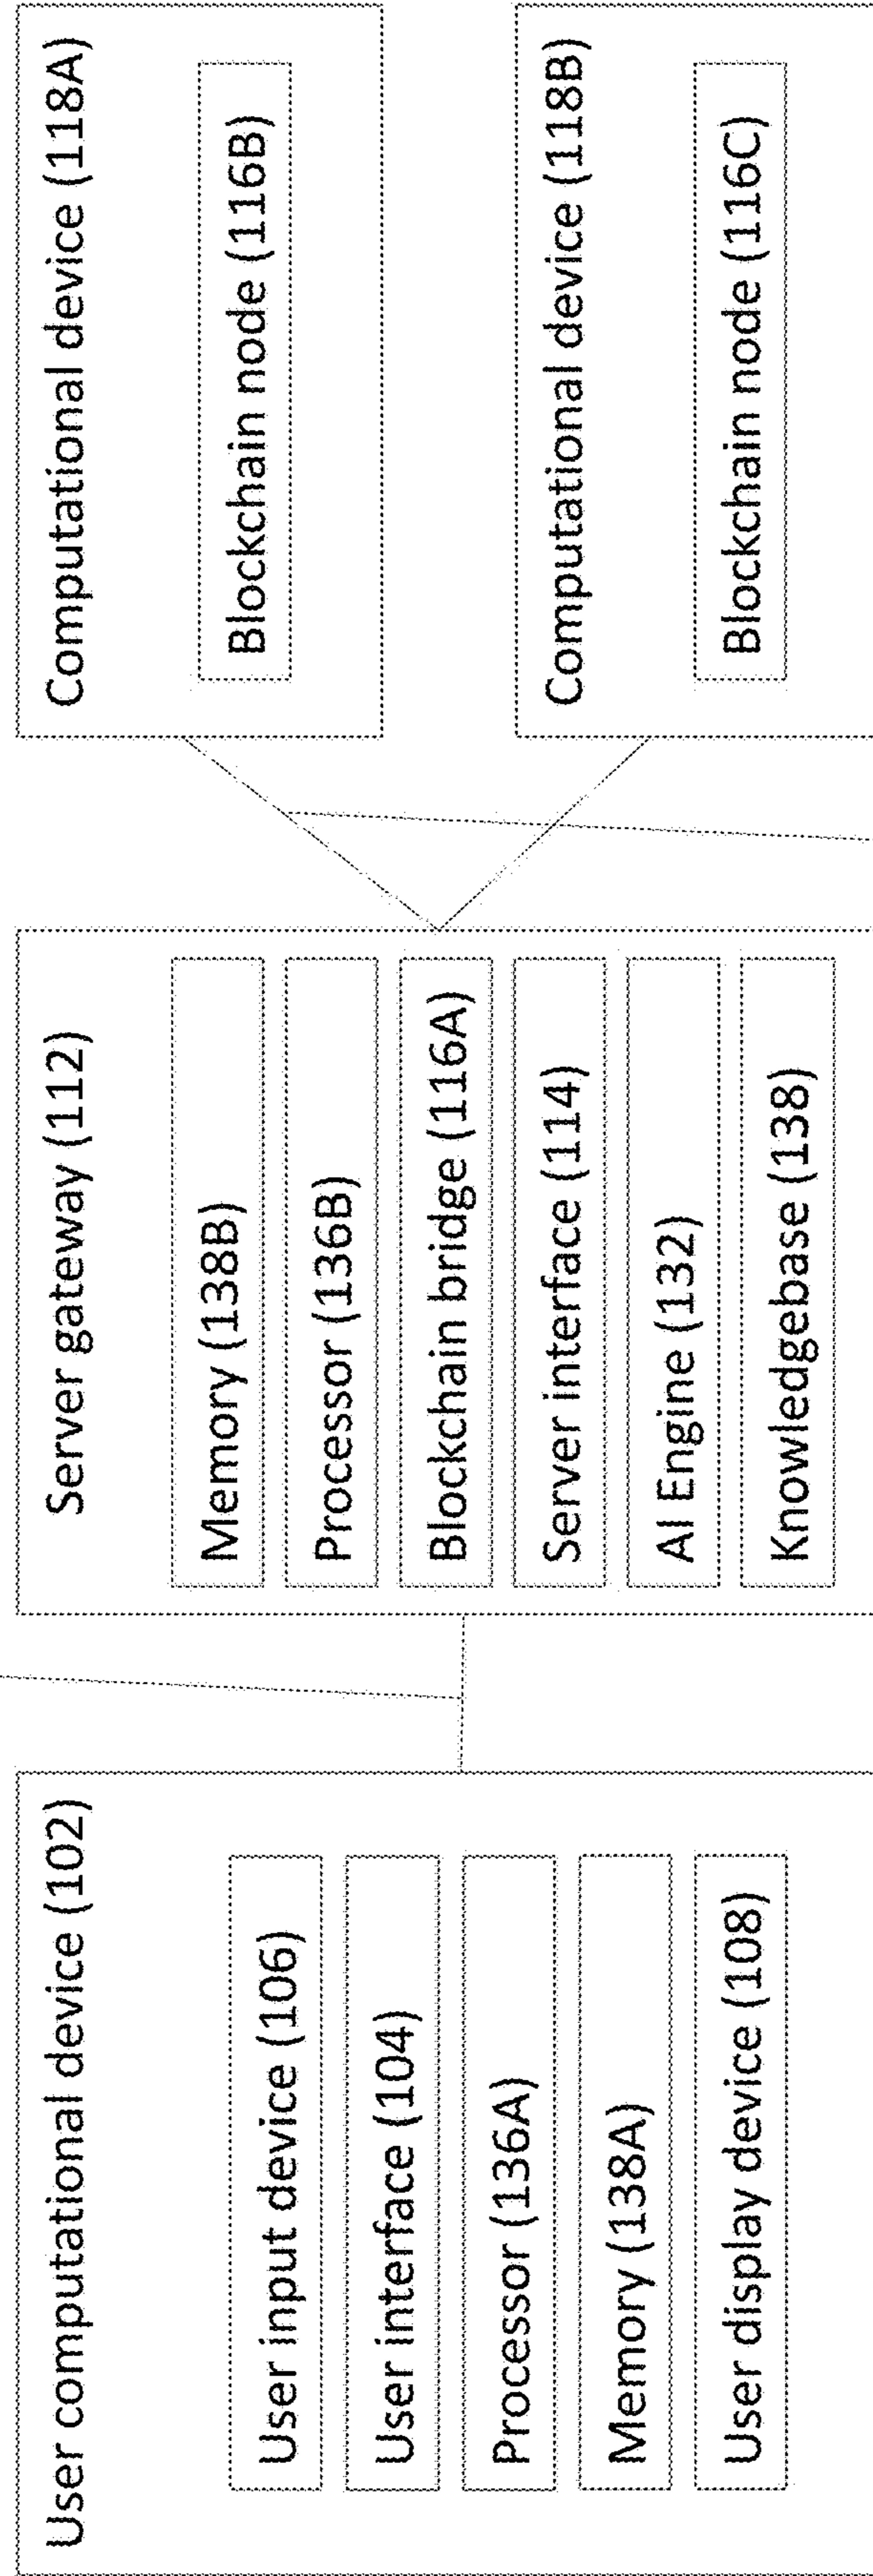 User computational device (102)
User input device (106)
User interface (104)
Processor (136A)
Memory (138A)
User display device (108)
Server gateway (112)
Memory (138B)
Processor (136B)
Blockchain bridge (116A)
Server interface (114)
AI Engine (132)
Knowledgebase (138)
Computational device (118A)
Blockchain node (116B)
Computational device (118B)
Blockchain node (116C)